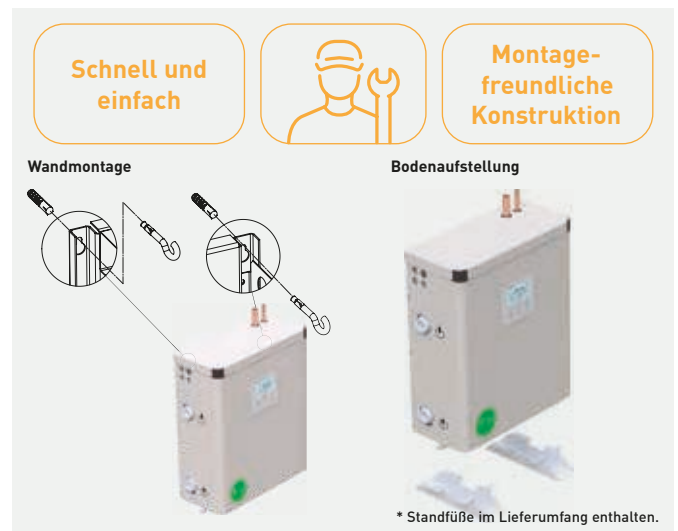 Schnell und
einfach
Montage-
freundliche
Konstruktion
Wandmontage
Bodenaufstellung
* Standfüße im Lieferumfang enthalten.